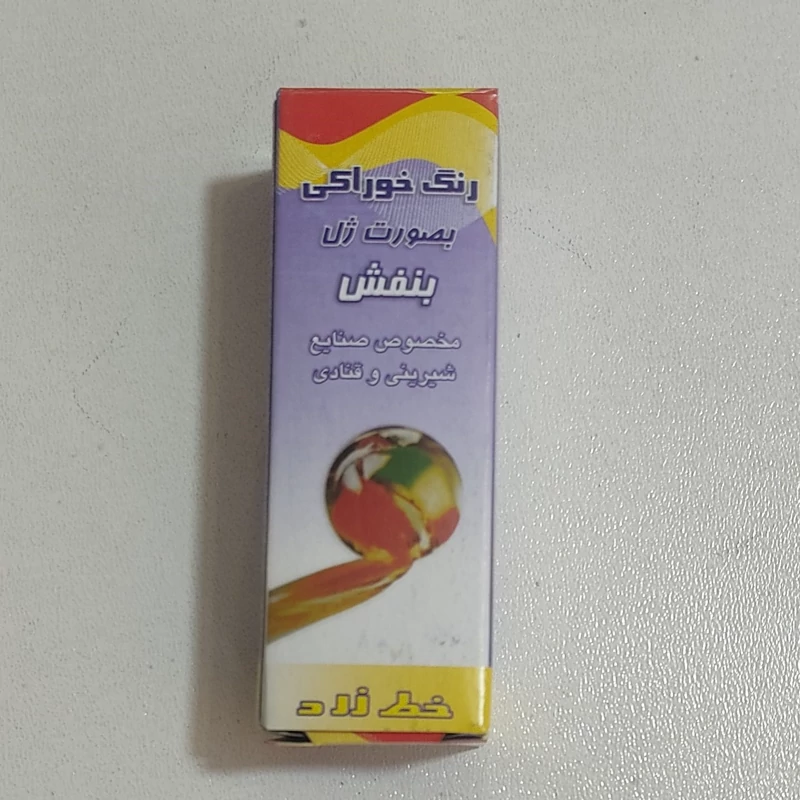 رنگ خوراکی
بصورت ژل
بنفش
مخصوص صنایع
شیرینی و قنادی
خط زرد